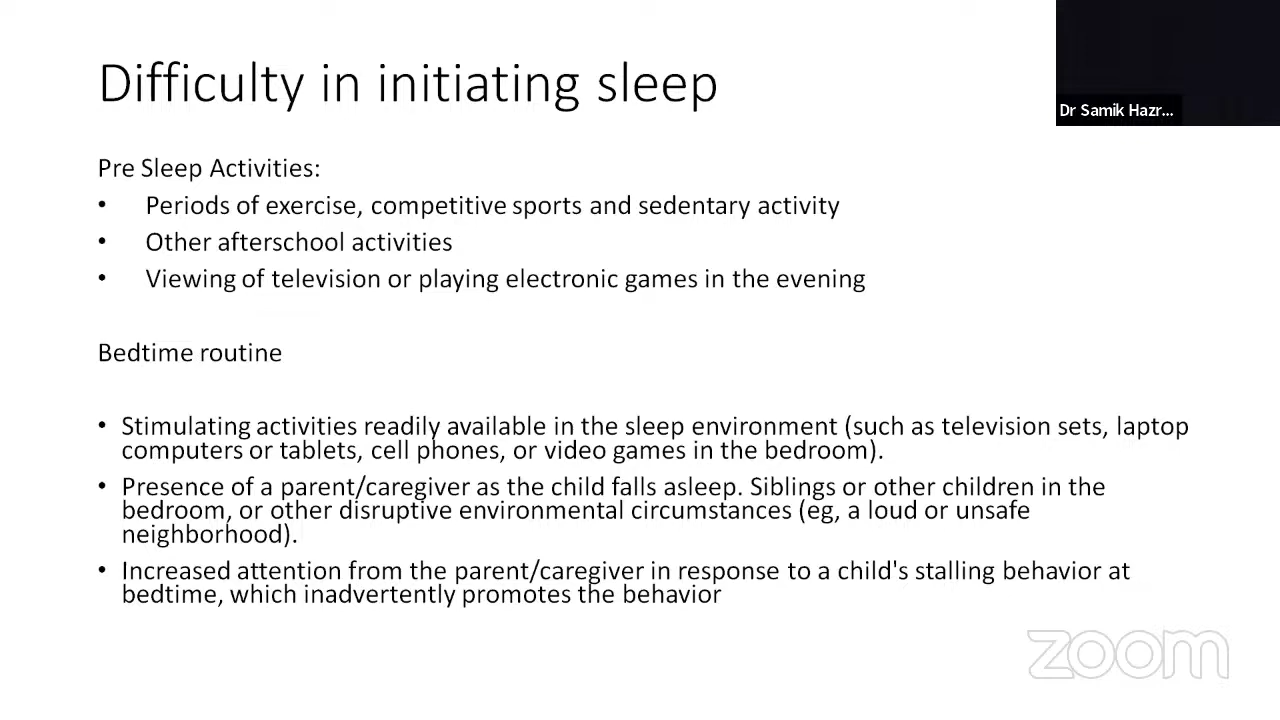 Difficulty in initiating sleep
Dr Samik Hazr...
Pre Sleep Activities:
• Periods of exercise, competitive sports and sedentary activity
• Other afterschool activities
• Viewing of television or playing electronic games in the evening
Bedtime routine
• Stimulating activities readily available in the sleep environment (such as television sets, laptop
computers or tablets, cell phones, or video games in the bedroom).
• Presence of a parent/caregiver as the child falls asleep. Siblings or other children in the
bedroom, or other disruptive environmental circumstances (eg, a loud or unsafe
neighborhood).
• Increased attention from the parent/caregiver in response to a child's stalling behavior at
bedtime, which inadvertently promotes the behavior
zoom